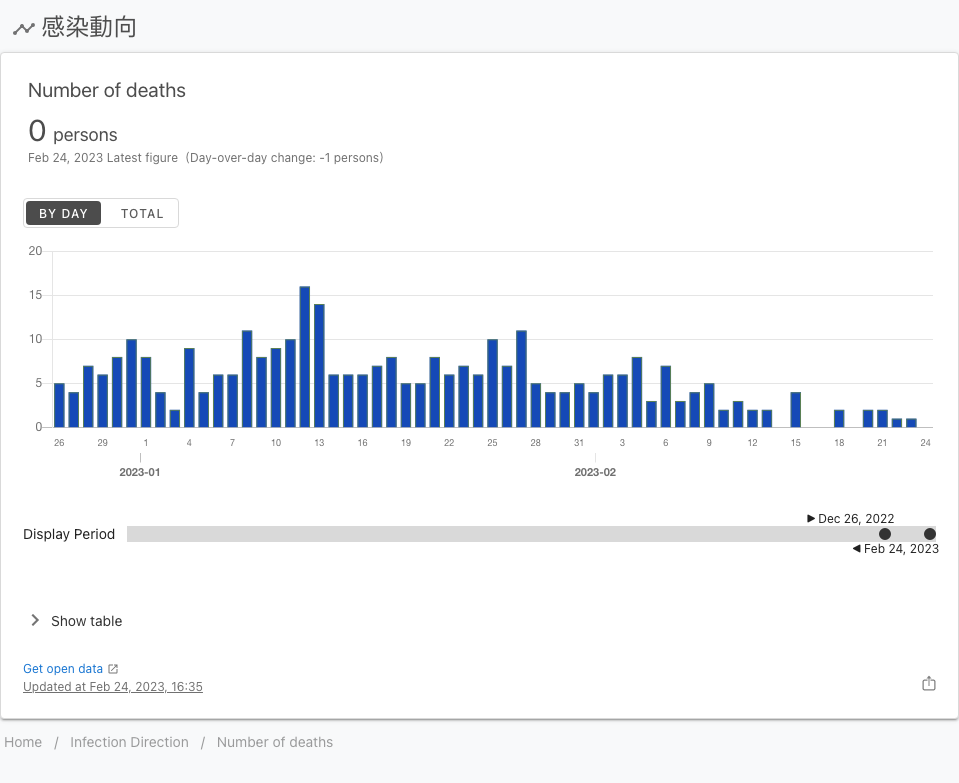 感染動向
Number of deaths
0 persons
Feb 24, 2023 Latest figure (Day-over-day change: -1 persons)
BY DAY TOTAL
20
15
10
5
0
26 29 1 4 7 10 13 16 19 22 25 28 31 3 6 9 12 15 18 21 24
2023-01 2023-02
Dec 26, 2022
Display Period
Feb 24, 2023
Show table
Get open data
Updated at Feb 24, 2023, 16:35
Home / Infection Direction / Number of deaths